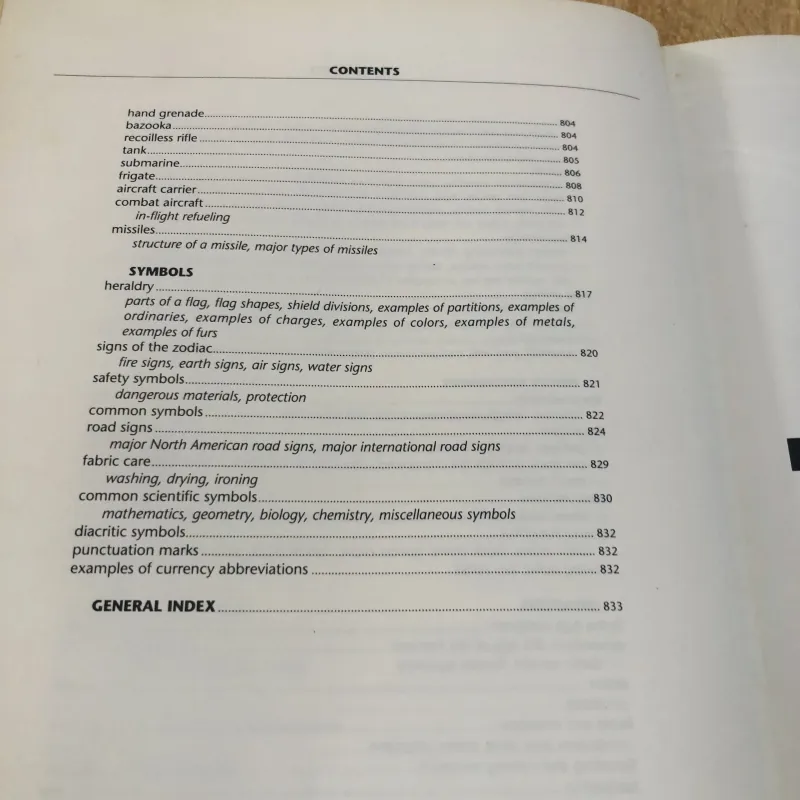 CONTENTS
hand grenade........................804
bazooka........................804
recoilless rifle........................804
tank........................805
submarine........................806
frigate........................808
aircraft carrier........................810
combat aircraft........................812
in-flight refueling
missiles........................814
structure of a missile, major types of missiles
SYMBOLS
heraldry........................817
parts of a flag, flag shapes, shield divisions, examples of partitions, examples of
ordinaries, examples of charges, examples of colors, examples of metals,
examples of furs
signs of the zodiac........................820
fire signs, earth signs, air signs, water signs
safety symbols........................821
dangerous materials, protection
common symbols........................822
road signs........................824
major North American road signs, major international road signs
fabric care........................829
washing, drying, ironing
common scientific symbols........................830
mathematics, geometry, biology, chemistry, miscellaneous symbols
diacritic symbols........................832
punctuation marks........................832
examples of currency abbreviations........................832
GENERAL INDEX........................833